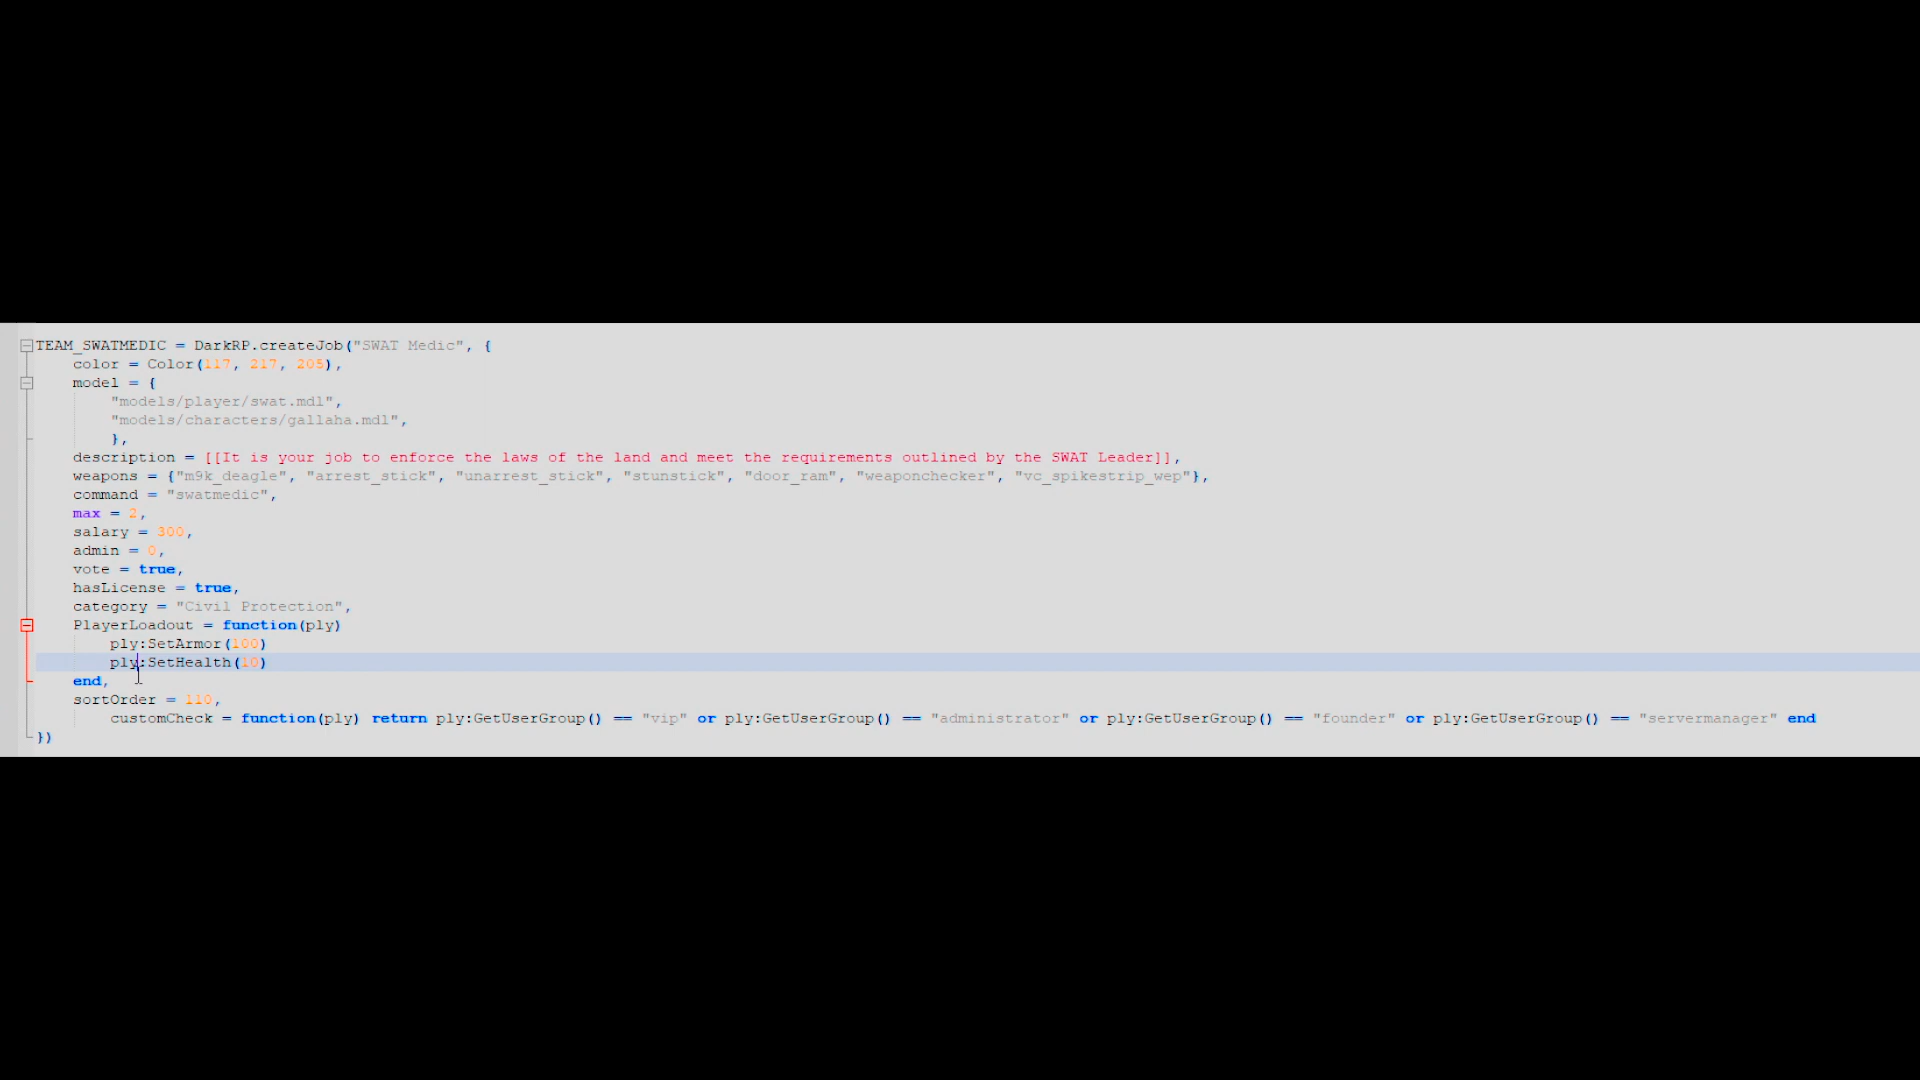 TEAM_SWATMEDIC = DarkRP.createJob("SWAT Medic", {
color = Color(117, 217, 205),
model = {
"models/player/swat.mdl",
"models/characters/gallaha.mdl",
},
description = [[It is your job to enforce the laws of the land and meet the requirements outlined by the SWAT Leader]],
weapons = {"m9k_deagle", "arrest_stick", "unarrest_stick", "stunstick", "door_ram", "weaponchecker", "vc_spikestrip_wep"},
command = "swatmedic",
max = 2,
salary = 300,
admin = 0,
vote = true,
hasLicense = true,
category = "Civil Protection",
PlayerLoadout = function(ply)
ply:SetArmor(100)
ply:SetHealth(10)
end,
sortOrder = 110,
customCheck = function(ply) return ply:GetUserGroup() == "vip" or ply:GetUserGroup() == "administrator" or ply:GetUserGroup() == "founder" or ply:GetUserGroup() == "servermanager" end
})